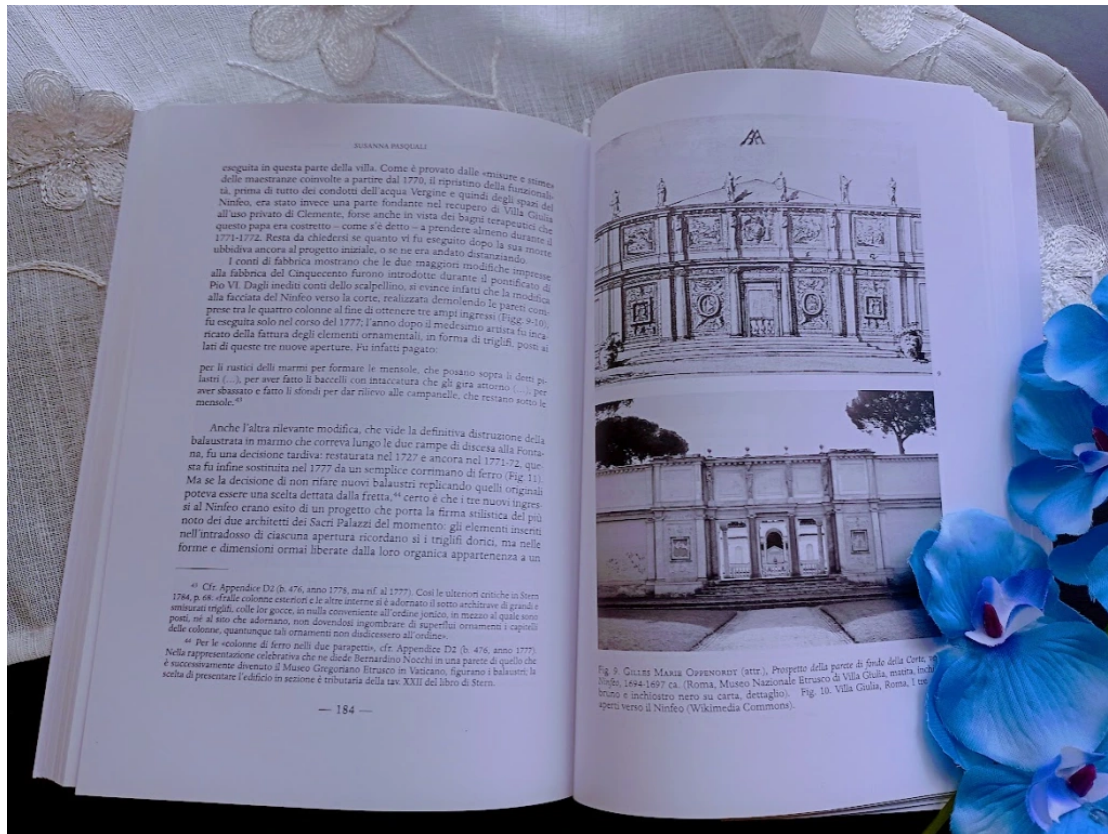 SUSANNA PASQUALI
eseguita in questa parte della villa. Come è provato dalle «misure e stime»
delle maestranze coinvolte a partire dal 1770, il ripristino della funzionali-
tà, prima di tutto dei condotti dell'acqua Vergine e quindi degli spazi del
Ninfeo, era stato invece una parte fondante nel recupero di Villa Giulia
all'uso privato di Clemente, forse anche in vista dei bagni terapeutici che
questo papa era costretto – come s'è detto – a prendere almeno durante il
1771-1772. Resta da chiedersi se quanto vi fu eseguito dopo la sua morte
ubbidiva ancora al progetto iniziale, o se ne era andato distanziando.
I conti di fabbrica mostrano che le due maggiori modifiche impresse
alla fabbrica del Cinquecento furono introdotte durante il pontificato di
Pio VI. Dagli inediti conti dello scalpellino, si evince infatti che la modifica
alla facciata del Ninfeo verso la corte, realizzata demolendo le pareti com-
prese tra le quattro colonne al fine di ottenere tre ampi ingressi (Figg. 9-10),
fu eseguita solo nel corso del 1777; l'anno dopo il medesimo artista fu inca-
ricato della fattura degli elementi ornamentali, in forma di triglifi, posti ai
lati di queste tre nuove aperture. Fu infatti pagato:
per li rustici delli marmi per formare le mensole, che posano sopra li detti pi-
lastri (...), per aver fatto li baccelli con intaccatura che gli gira attorno (...), per
aver sbassato e fatto li sfondi per dar rilievo alle campanelle, che restano sotto le
mensole.43
Anche l'altra rilevante modifica, che vide la definitiva distruzione della
balaustrata in marmo che correva lungo le due rampe di discesa alla Fonta-
na, fu una decisione tardiva: restaurata nel 1727 e ancora nel 1771-72, que-
sta fu infine sostituita nel 1777 da un semplice corrimano di ferro (Fig. 11).
Ma se la decisione di non rifare nuovi balaustri replicando quelli originali
poteva essere una scelta dettata dalla fretta,44 certo è che i tre nuovi ingres-
si al Ninfeo erano esito di un progetto che porta la firma stilistica del più
noto dei due architetti dei Sacri Palazzi del momento: gli elementi inseriti
nell'intradosso di ciascuna apertura ricordano sì i triglifi dorici, ma nelle
forme e dimensioni ormai liberate dalla loro organica appartenenza a un
43 Cfr. Appendice D2 (b. 476, anno 1778, ma rif. al 1777). Così le ulteriori critiche in Stern
1784, p. 68: «fralle colonne esteriori e le altre interne si è adornato il sotto architrave di grandi e
smisurati triglifi, colle lor gocce, in nulla conveniente all'ordine jonico, in mezzo al quale sono
posti, né al sito che adornano, non dovendosi ingombrare di superflui ornamenti i capitelli
delle colonne, quantunque tali ornamenti non disdicessero all'ordine».
44 Per le «colonne di ferro nelli due parapetti», cfr. Appendice D2 (b. 476, anno 1777).
Nella rappresentazione celebrativa che ne diede Bernardino Nocchi in una parete di quello che
è successivamente divenuto il Museo Gregoriano Etrusco in Vaticano, figurano i balaustri; la
scelta di presentare l'edificio in sezione è tributaria della tav. XXII del libro di Stern.
— 184 —
9
Fig. 9. GILLES MARIE OPPENORDT (attr.), Prospetto della parete di fondo della Corte,
Ninfeo, 1694-1697 ca. (Roma, Museo Nazionale Etrusco di Villa Giulia, matita,
bruno e inchiostro nero su carta, dettaglio). Fig. 10. Villa Giulia, Roma, I tre
aperti verso il Ninfeo (Wikimedia Commons).